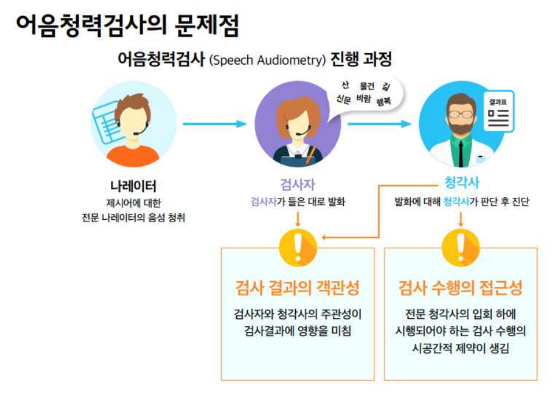 어음청력검사의 문제점
어음청력검사 (Speech Audiometry) 진행 과정
산 물건 길
신문 바람 행복
결과표
나레이터
제시어에 대한
전문 나레이터의 음성 청취
검사자
검사자가 들은 대로 발화
청각사
발화에 대해 청각사가 판단 후 진단
검사 결과의 객관성
검사자와 청각사의 주관성이
검사결과에 영향을 미침
검사 수행의 접근성
전문 청각사의 입회 하에
시행되어야 하는 검사 수행의
시공간적 제약이 생김